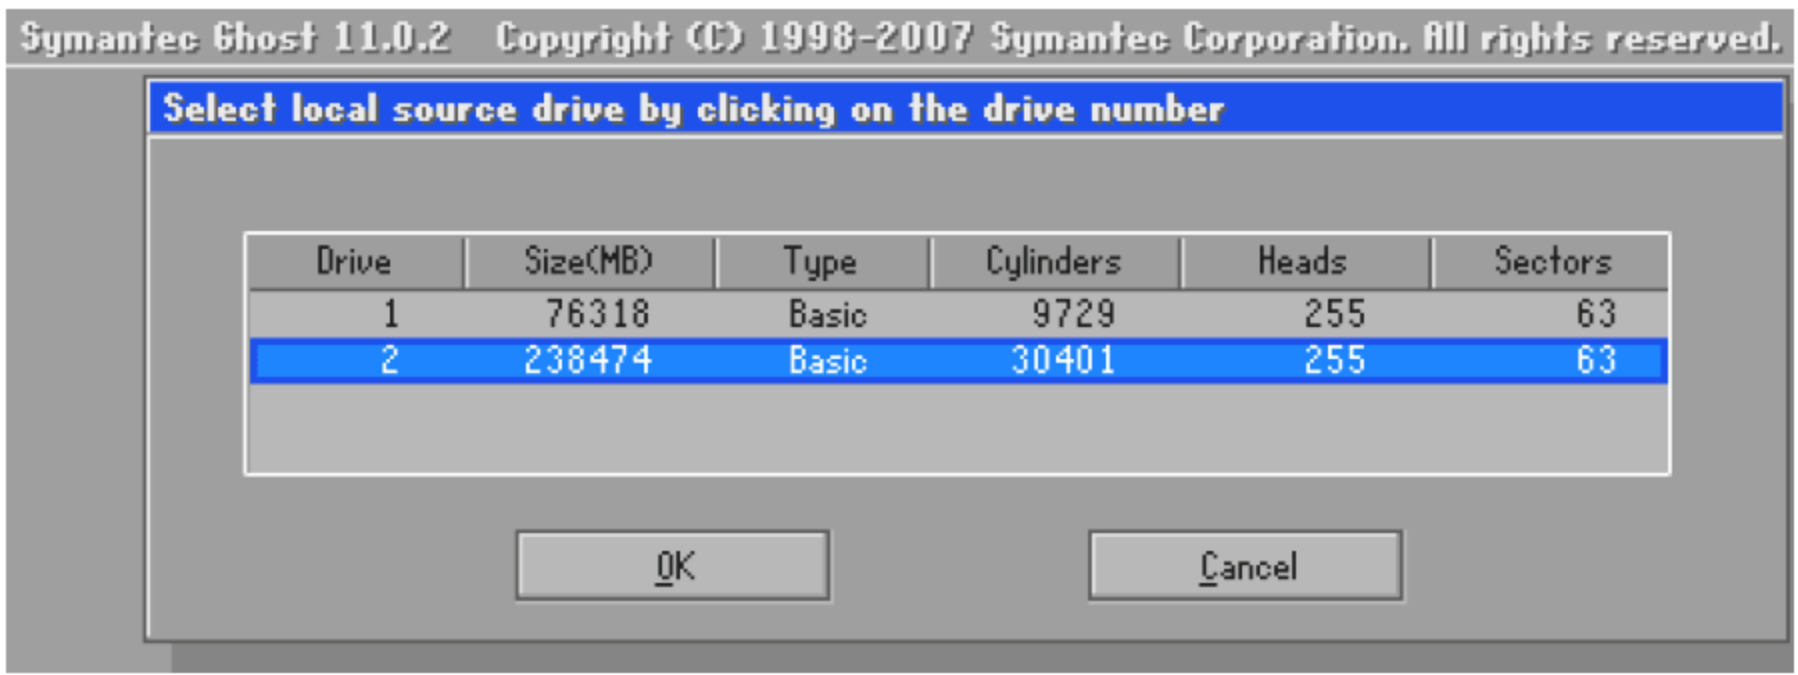 Symantec Ghost 11.0.2 Copyright (C) 1998-2007 Symantec Corporation. All rights reserved.
Select local source drive by clicking on the drive number
Drive Size(MB) Type Cylinders Heads Sectors
1 76318 Basic 9729 255 63
2 238474 Basic 30401 255 63
OK Cancel